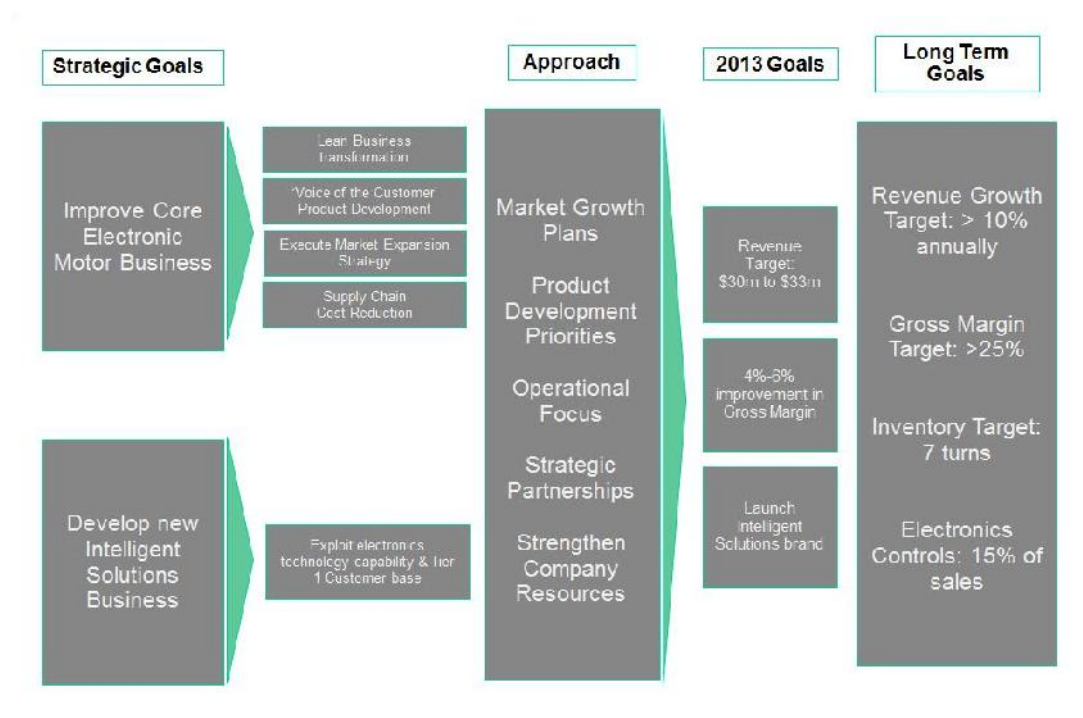 Strategic Goals
Approach
2013 Goals
Long Term
Goals
Improve Core
Electronic
Motor Business
Lean Business
Transformation
'Voice of the Customer
Product Development
Execute Market Expansion
Strategy
Supply Chain
Cost Reduction
Develop new
Intelligent
Solutions
Business
Exploit electronics
technology capability & Tier
1 Customer base
Market Growth
Plans
Product
Development
Priorities
Operational
Focus
Strategic
Partnerships
Strengthen
Company
Resources
Revenue
Target:
$30m to $33m
4%-6%
improvement in
Gross Margin
Launch
Intelligent
Solutions brand
Revenue Growth
Target: > 10%
annually
Gross Margin
Target: >25%
Inventory Target:
7 turns
Electronics
Controls: 15% of
sales